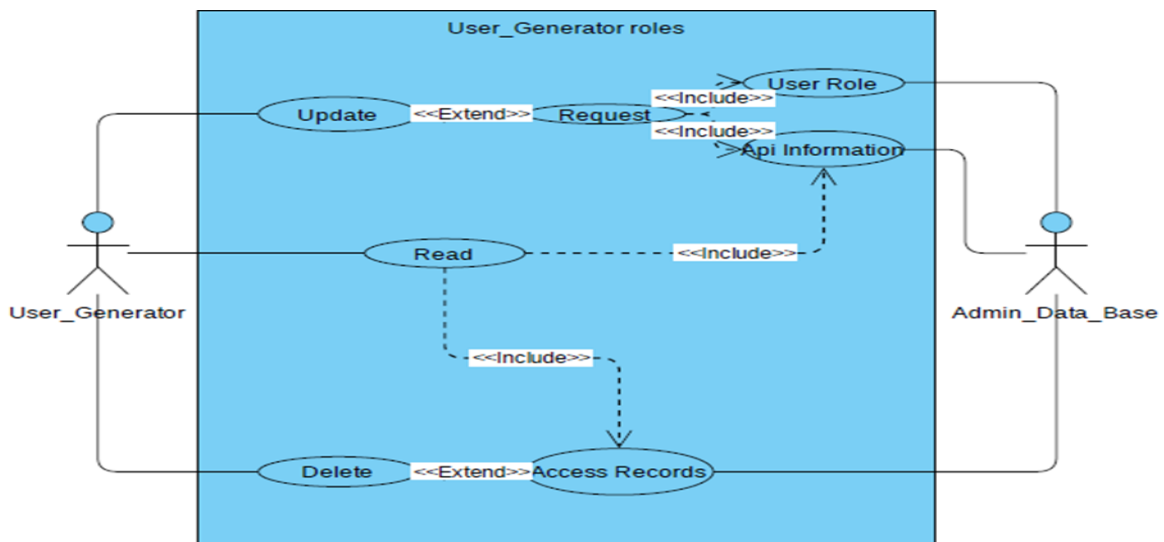 User_Generator roles
User Role
<<Include>>
Update
<<Extend>>
Request
<<Include>>
Api Information
Read
<<Include>>
User_Generator
Admin_Data_Base
<<Include>>
Delete
<<Extend>>
Access Records